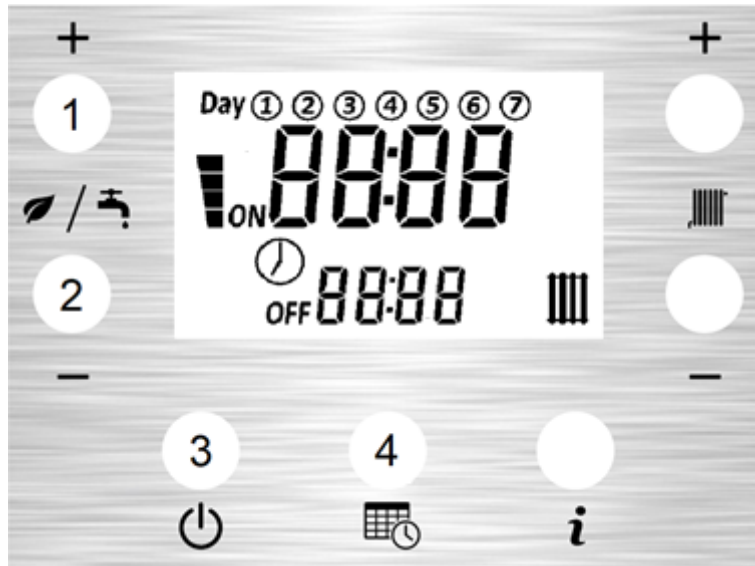 + +
1
Day ① ② ③ ④ ⑤ ⑥ ⑦
88:88
ON
2
OFF 88:88
− −
3 4
i